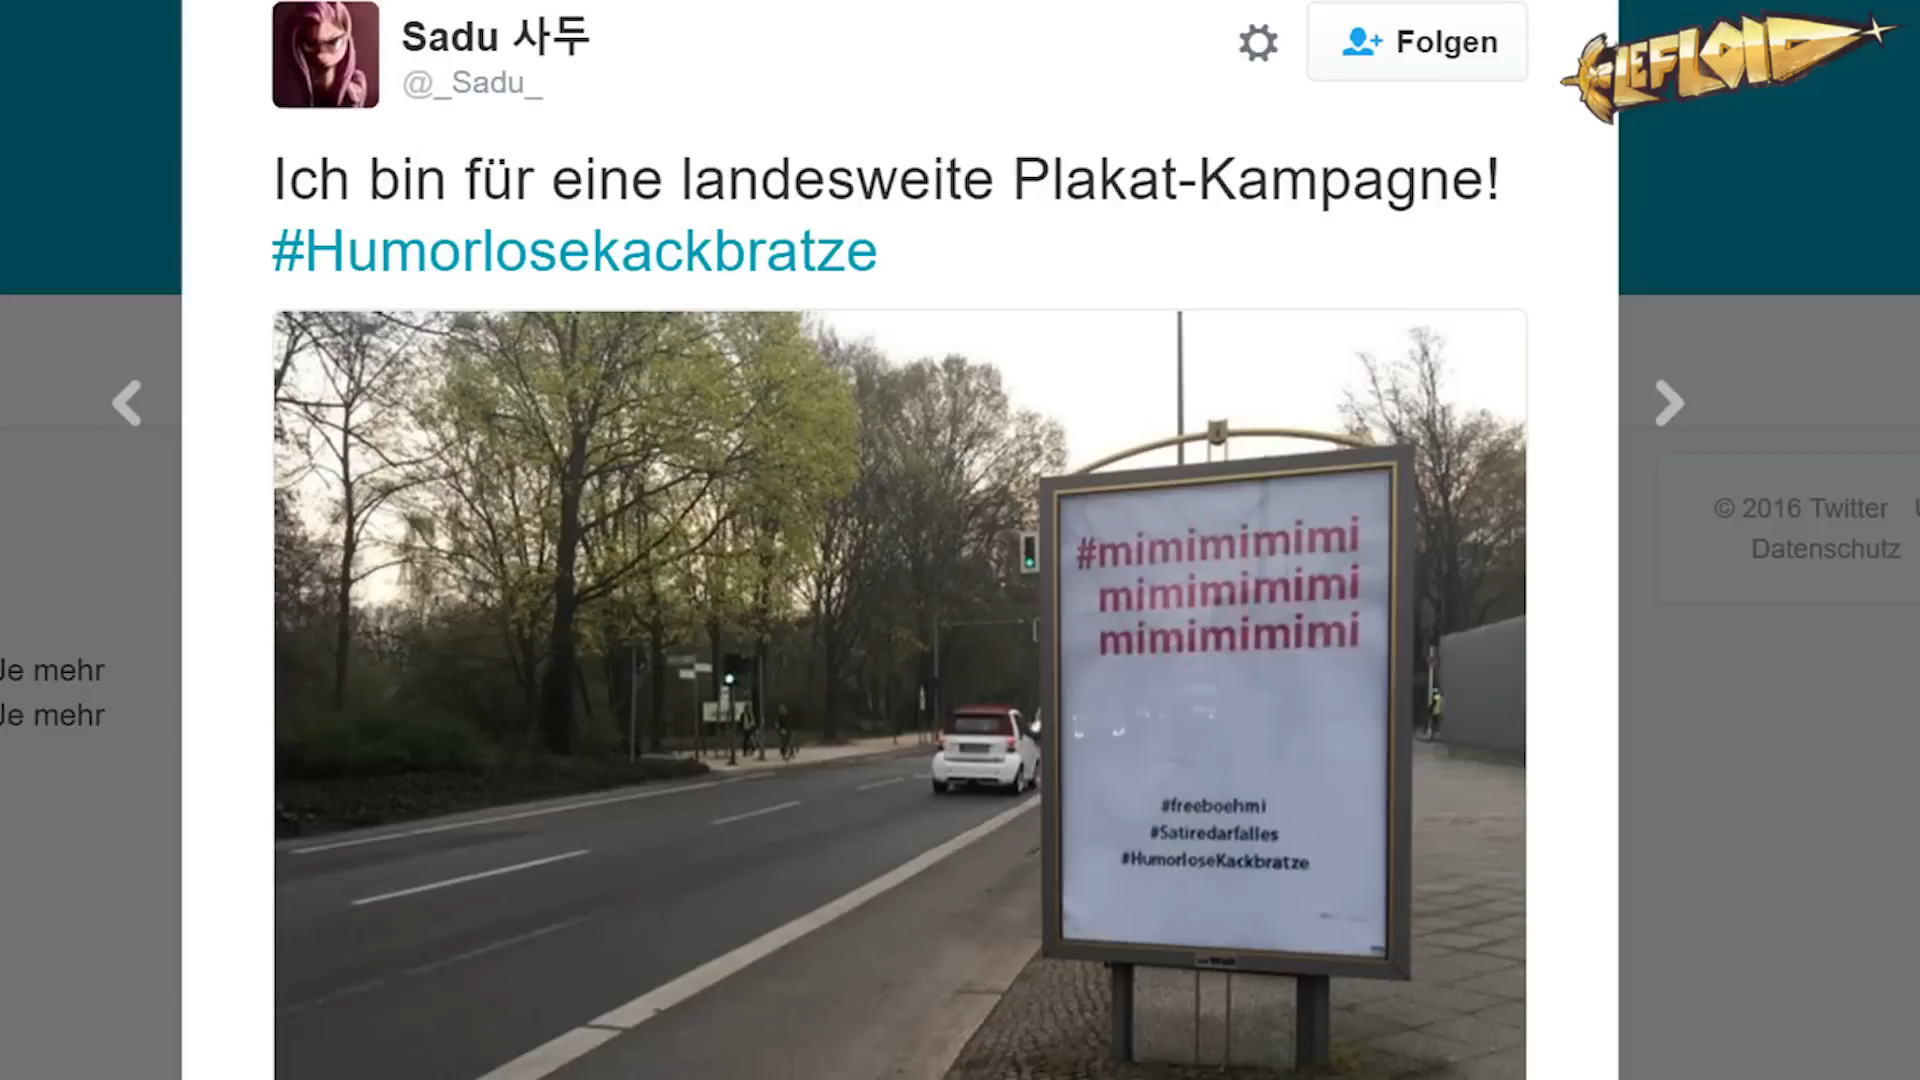 Sadu 사두
@_Sadu_
Folgen
LEFLOID
Ich bin für eine landesweite Plakat-Kampagne!
#Humorlosekackbratze
#mimimimimi
mimimimimi
mimimimimi
#freeboehmi
#Satiredarfalles
#HumorloseKackbratze
© 2016 Twitter
Datenschutz
Je mehr
Je mehr